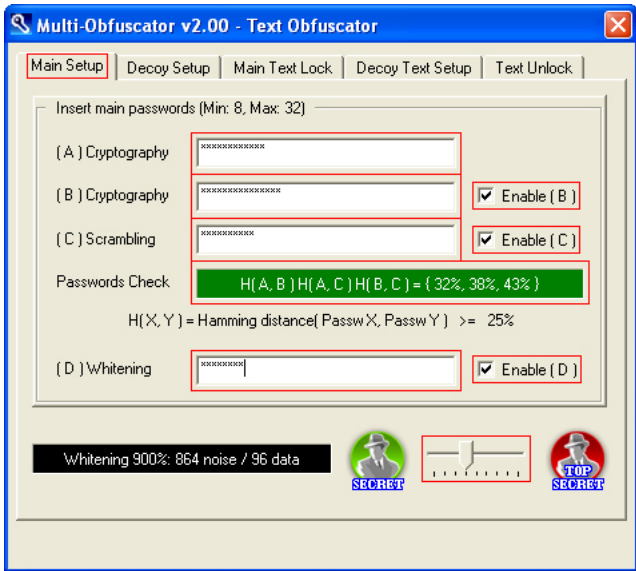 Multi-Obfuscator v2.00 - Text Obfuscator
Main Setup Decoy Setup Main Text Lock Decoy Text Setup Text Unlock
Insert main passwords (Min: 8, Max: 32)
( A ) Cryptography ************
( B ) Cryptography *************** Enable ( B )
( C ) Scrambling ********** Enable ( C )
Passwords Check H( A, B ) H( A, C ) H( B, C ) = { 32%, 38%, 43% }
H( X, Y ) = Hamming distance( Passw X, Passw Y ) >= 25%
( D ) Whitening ******** Enable ( D )
Whitening 900%: 864 noise / 96 data
SECRET
TOP
SECRET